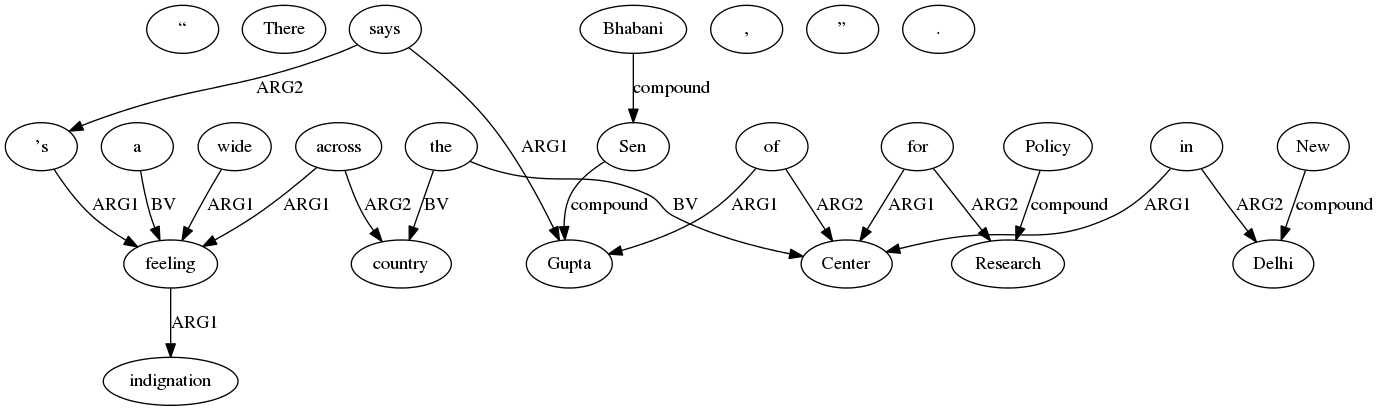 “ There says Bhabani , ” .
ARG2 compound
’s a wide across the Sen of for Policy in New
ARG1
ARG1 BV ARG1 ARG1 ARG2 BV compound BV ARG1 ARG2 ARG1 ARG2 compound ARG1 ARG2 compound
feeling country Gupta Center Research Delhi
ARG1
indignation